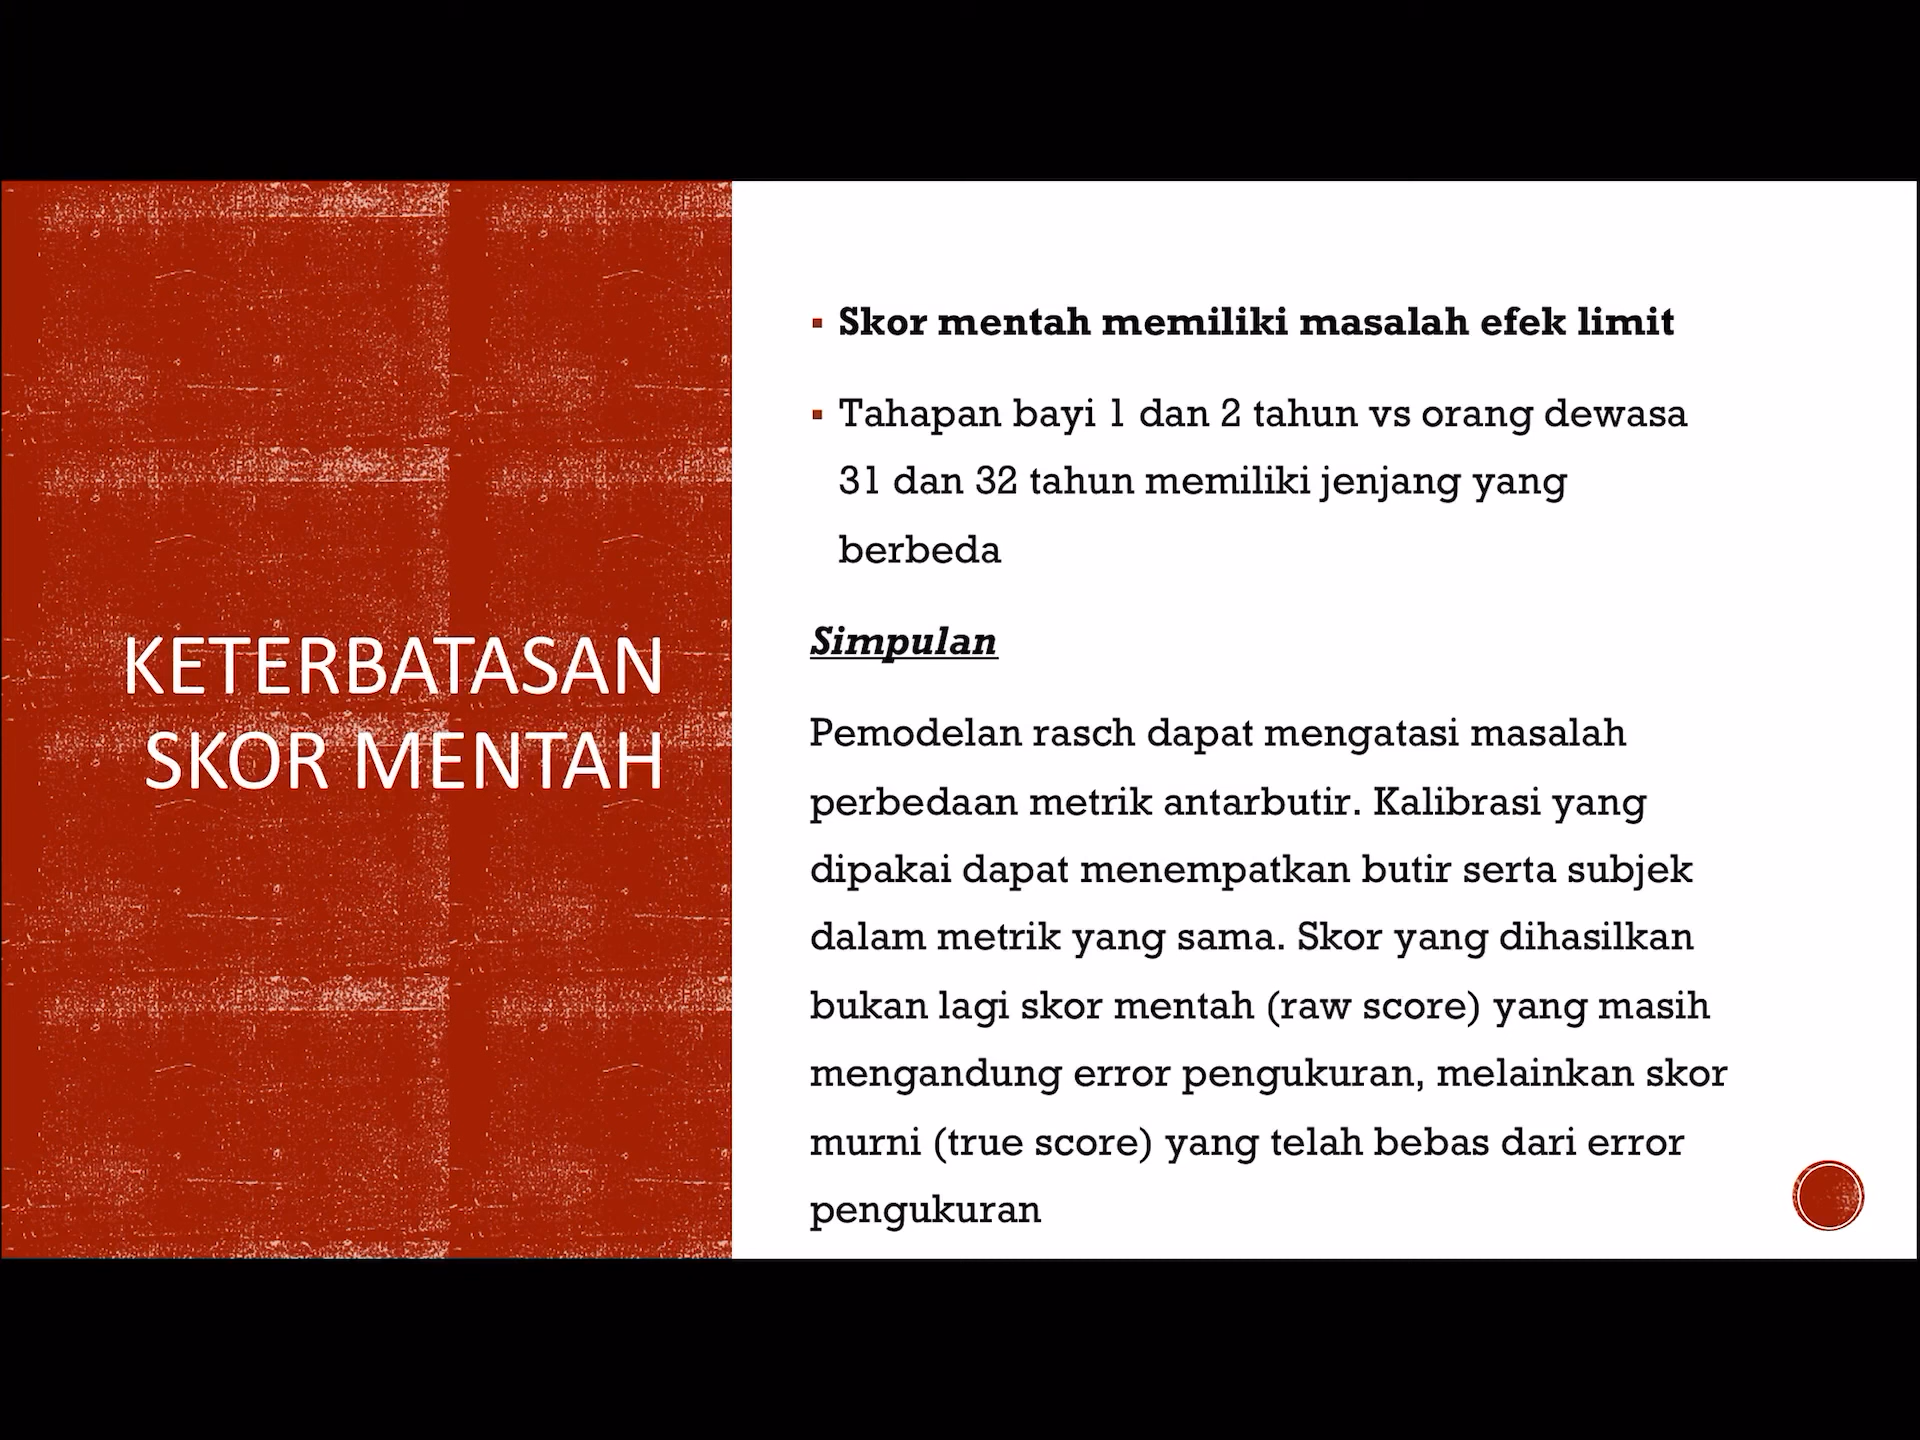 KETERBATASAN
SKOR MENTAH
▪ Skor mentah memiliki masalah efek limit
▪ Tahapan bayi 1 dan 2 tahun vs orang dewasa
31 dan 32 tahun memiliki jenjang yang
berbeda
Simpulan
Pemodelan rasch dapat mengatasi masalah
perbedaan metrik antarbutir. Kalibrasi yang
dipakai dapat menempatkan butir serta subjek
dalam metrik yang sama. Skor yang dihasilkan
bukan lagi skor mentah (raw score) yang masih
mengandung error pengukuran, melainkan skor
murni (true score) yang telah bebas dari error
pengukuran